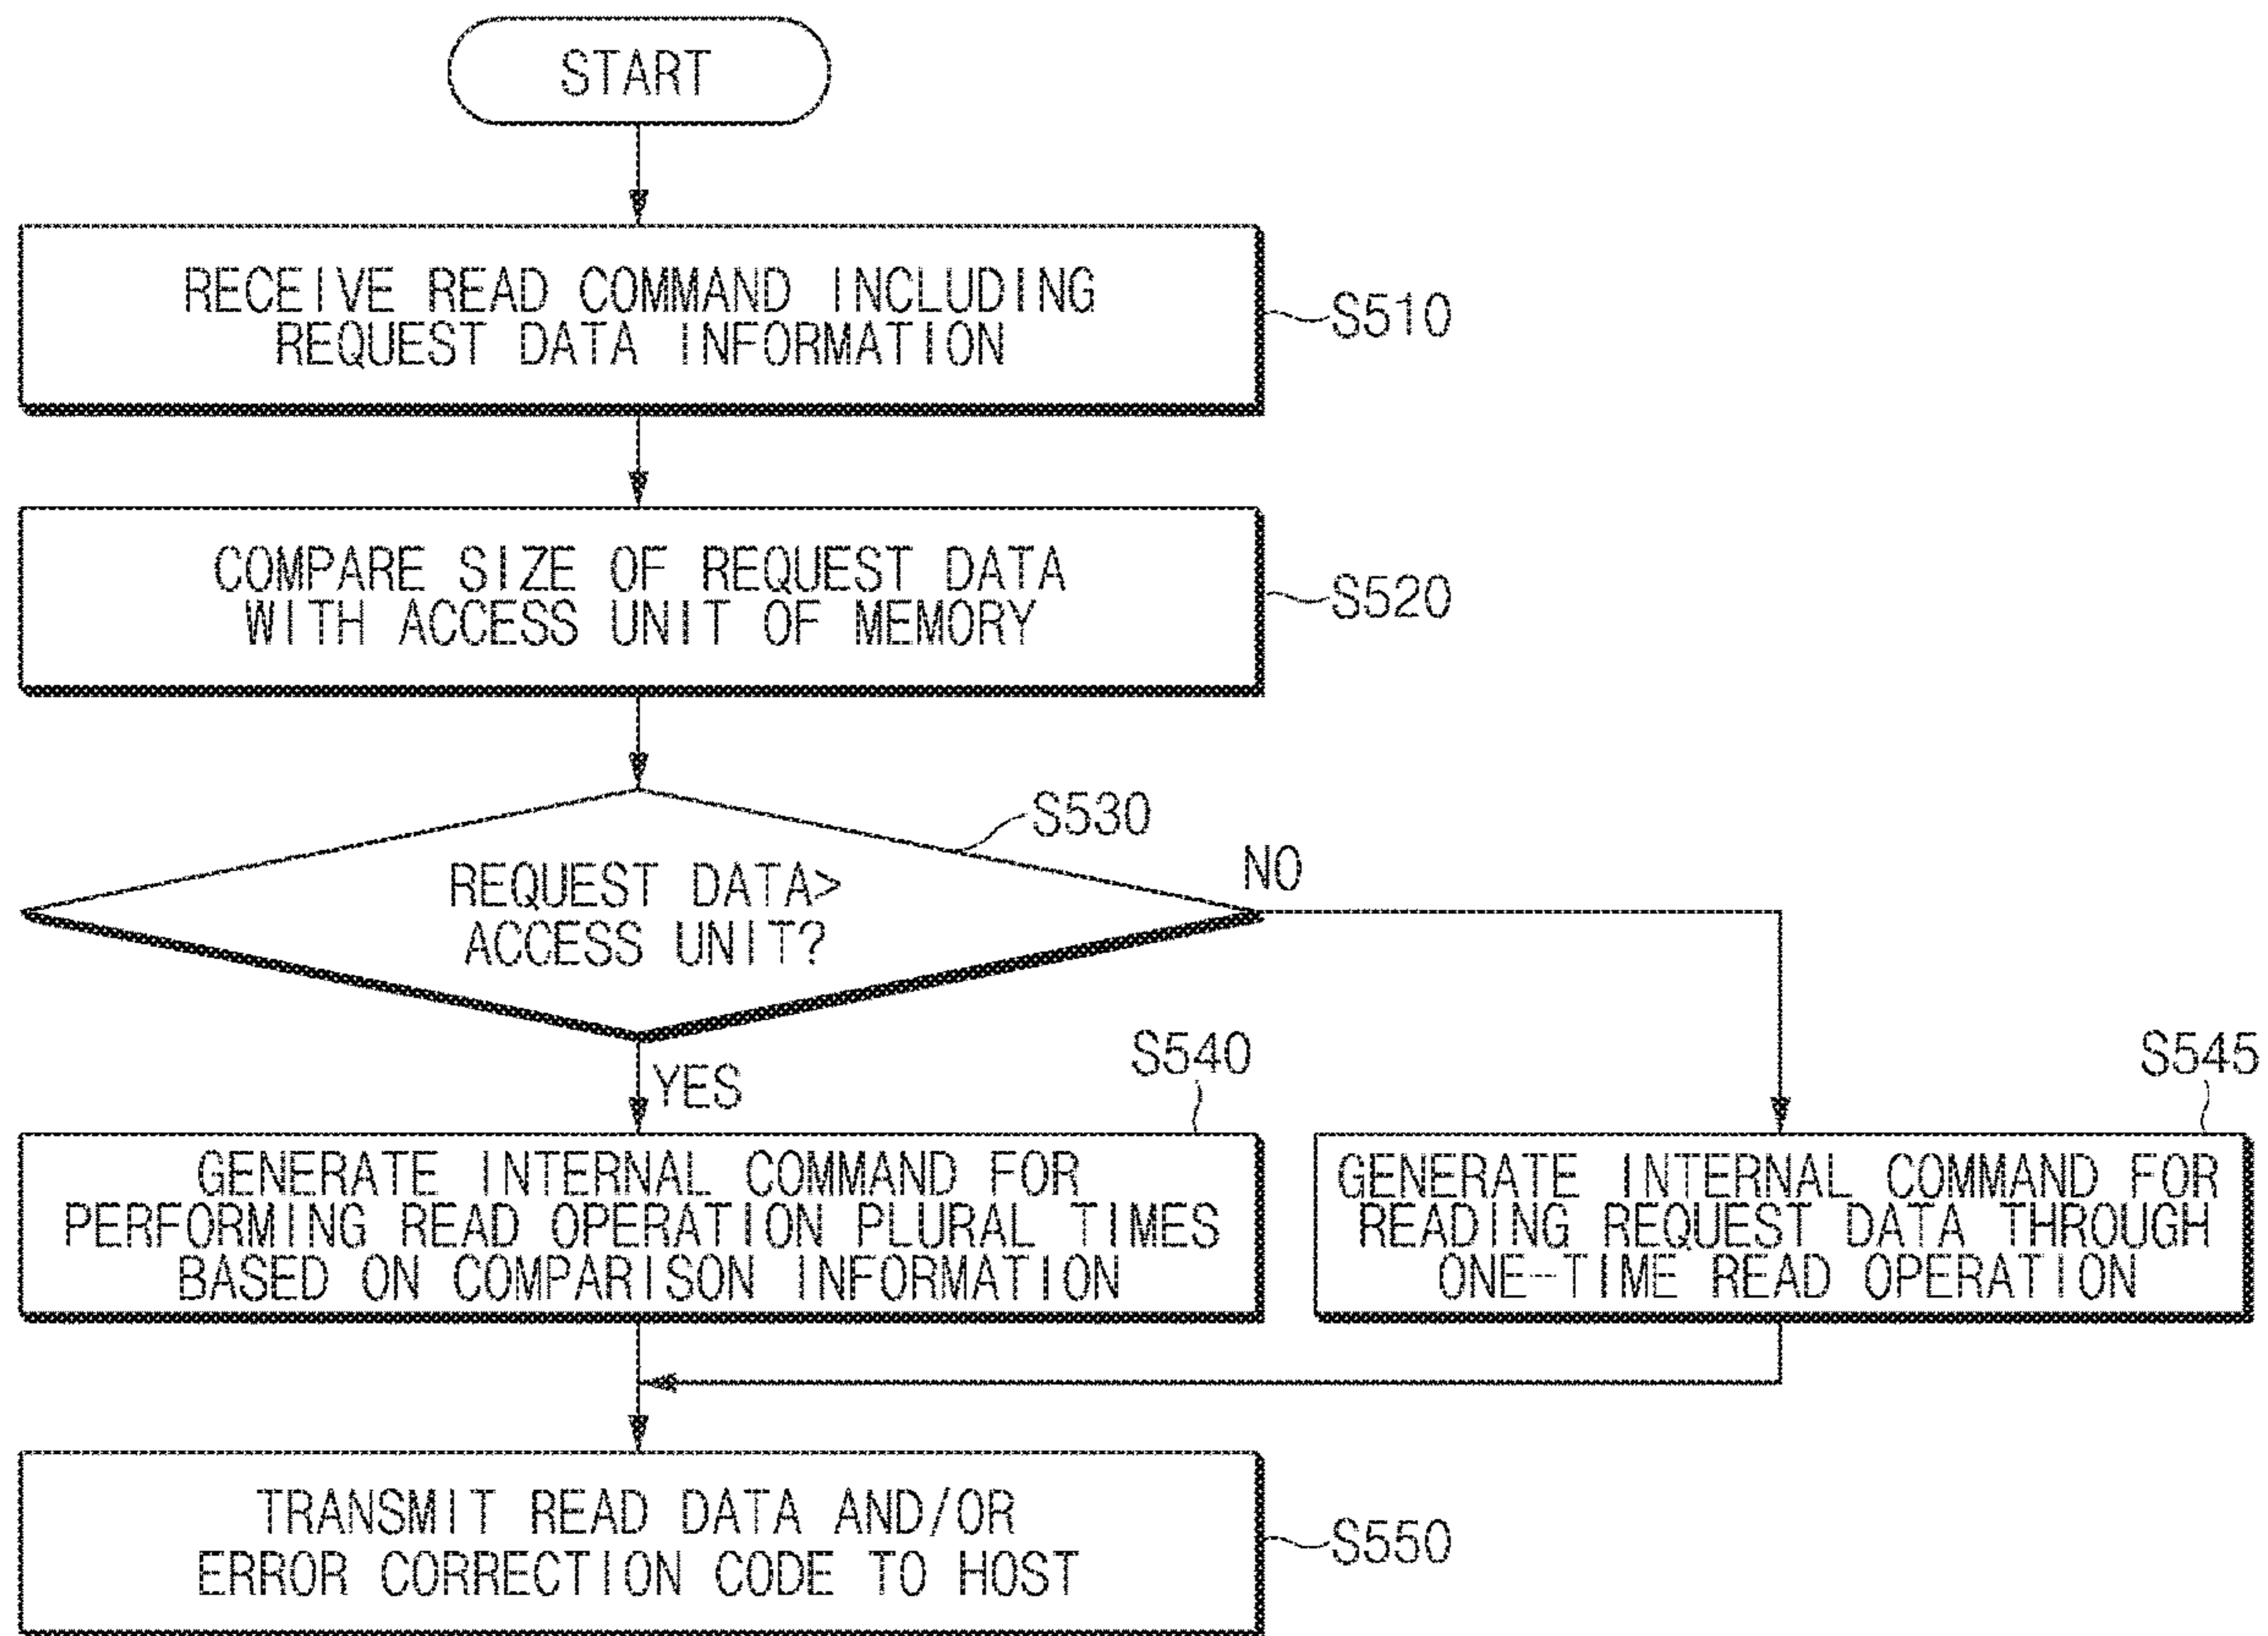 START
RECEIVE READ COMMAND INCLUDING
REQUEST DATA INFORMATION
S510
COMPARE SIZE OF REQUEST DATA
WITH ACCESS UNIT OF MEMORY
S520
S530
REQUEST DATA>
ACCESS UNIT?
NO
YES
S540
GENERATE INTERNAL COMMAND FOR
PERFORMING READ OPERATION PLURAL TIMES
BASED ON COMPARISON INFORMATION
S545
GENERATE INTERNAL COMMAND FOR
READING REQUEST DATA THROUGH
ONE-TIME READ OPERATION
TRANSMIT READ DATA AND/OR
ERROR CORRECTION CODE TO HOST
S550